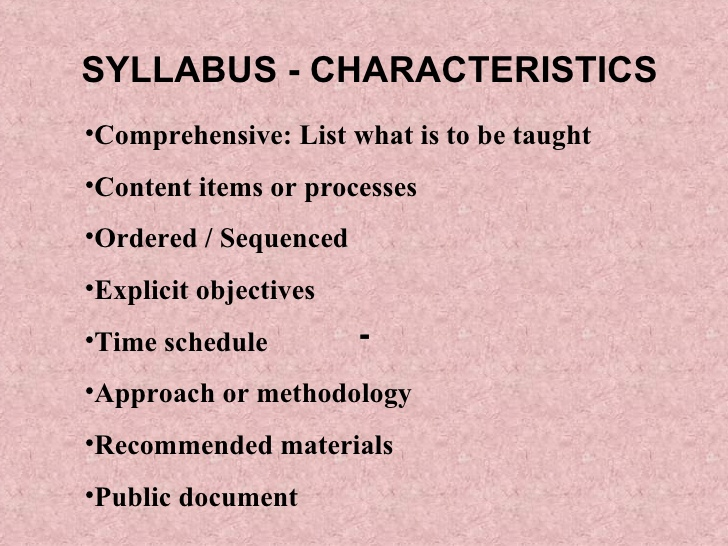 SYLLABUS - CHARACTERISTICS
•Comprehensive: List what is to be taught
•Content items or processes
•Ordered / Sequenced
•Explicit objectives
•Time schedule -
•Approach or methodology
•Recommended materials
•Public document